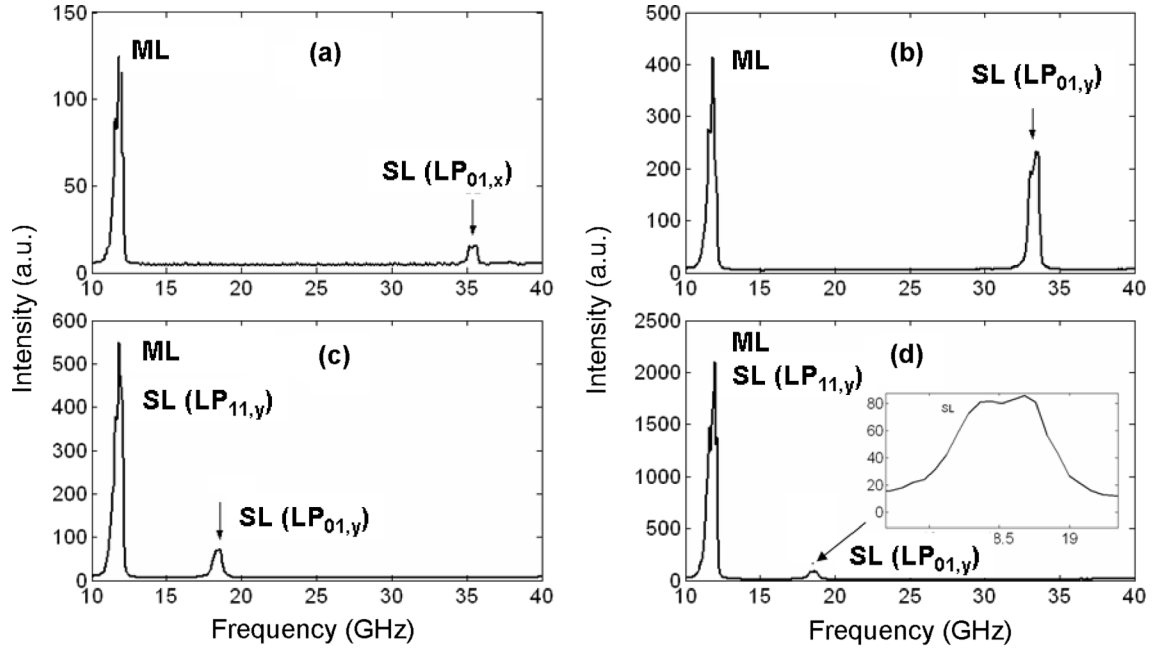 ML
(a)
SL (LP01,x)
150
100
50
0
10 15 20 25 30 35 40
ML
(b)
SL (LP01,y)
500
400
300
200
100
0
10 15 20 25 30 35 40
Intensity (a.u.)
Intensity (a.u.)
ML
(c)
SL (LP11,y)
SL (LP01,y)
600
500
400
300
200
100
0
10 15 20 25 30 35 40
Frequency (GHz)
ML
(d)
SL (LP11,y)
SL (LP01,y)
2500
2000
1500
1000
500
0
10 15 20 25 30 35 40
Frequency (GHz)
SL
80
60
40
20
0
8.5 19